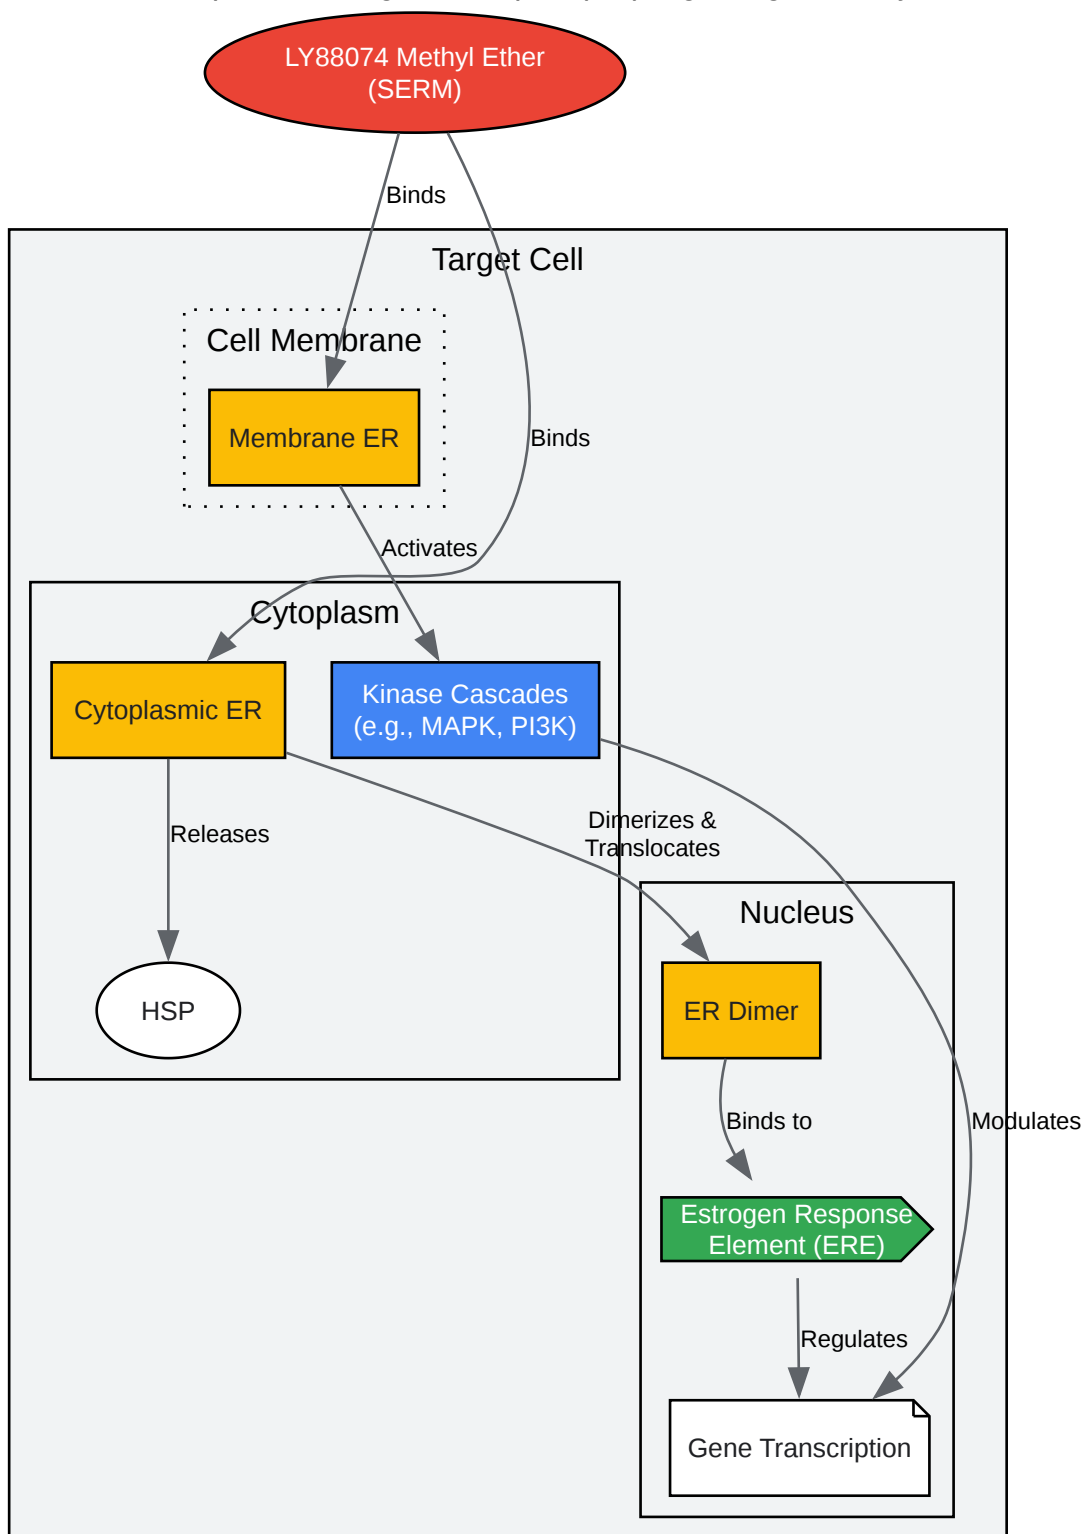 LY88074 Methyl Ether
(SERM)
Binds
Target Cell
Cell Membrane
Membrane ER
Binds
Activates
Cytoplasm
Cytoplasmic ER
Kinase Cascades
(e.g., MAPK, PI3K)
Releases
Dimerizes &
Translocates
Nucleus
HSP
ER Dimer
Binds to
Modulates
Estrogen Response
Element (ERE)
Regulates
Gene Transcription